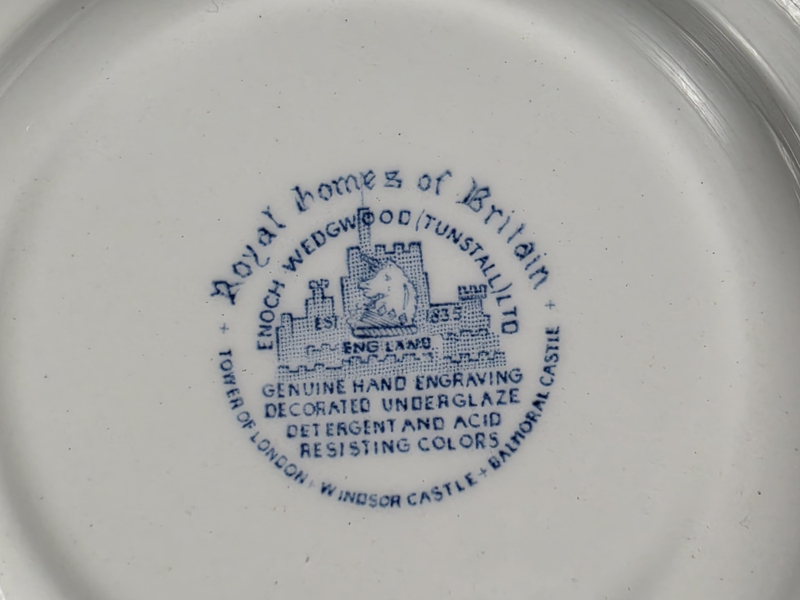 Royal homes of Britain
ENOCH WEDGWOOD (TUNSTALL) LTD
EST 1835
ENGLAND
GENUINE HAND ENGRAVING
DECORATED UNDERGLAZE
DETERGENT AND ACID
RESISTING COLORS
+ TOWER OF LONDON + WINDSOR CASTLE + BALMORAL CASTLE +